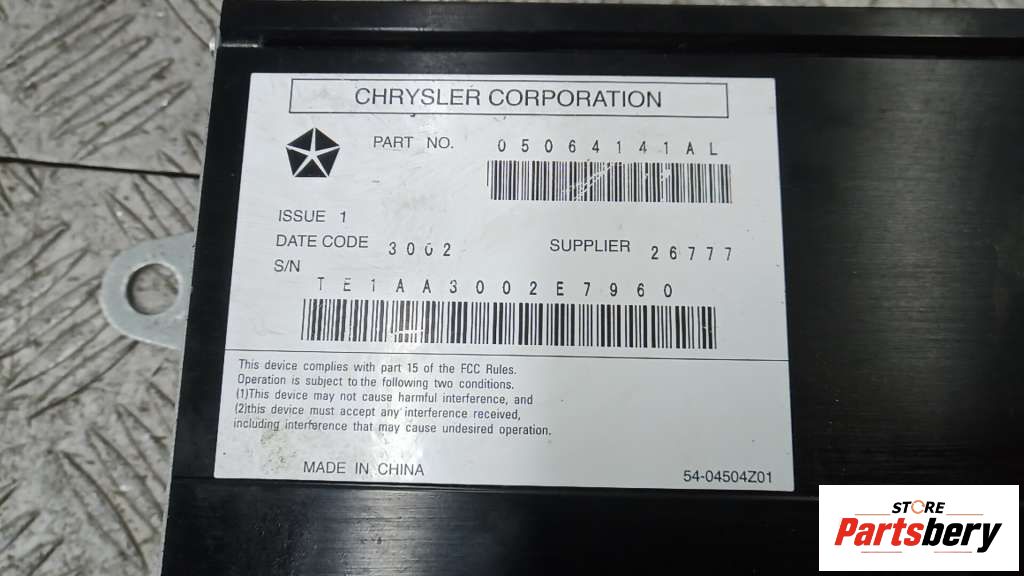 CHRYSLER CORPORATION
PART NO. 05064141AL
ISSUE 1
DATE CODE 3002 SUPPLIER 26777
S/N
TE1AA3002E7960
This device complies with part 15 of the FCC Rules.
Operation is subject to the following two conditions.
(1)This device may not cause harmful interference, and
(2)this device must accept any interference received,
including interference that may cause undesired operation.
MADE IN CHINA 54-04504Z01
STORE
Partsbery